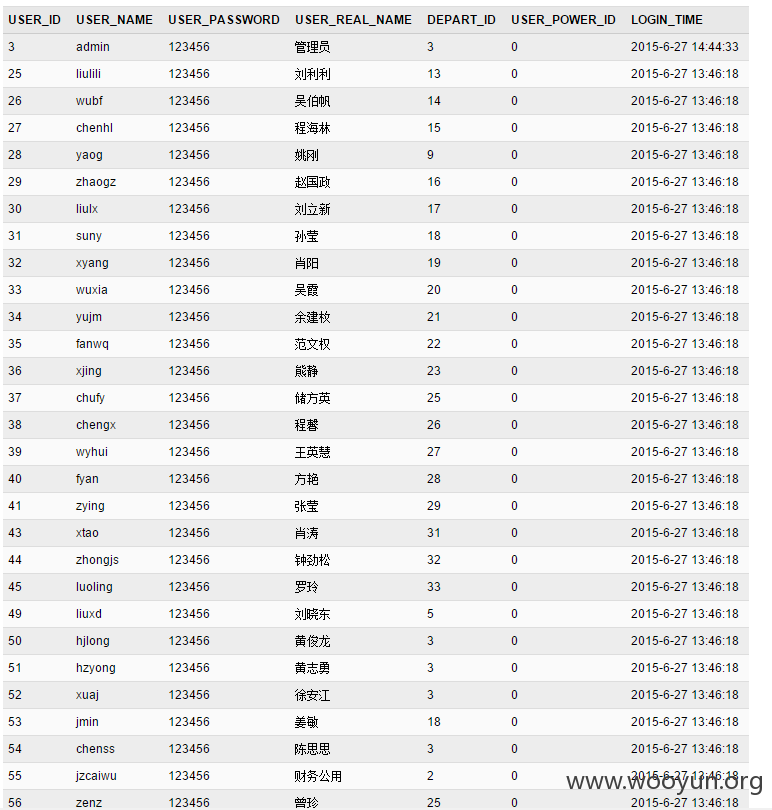 USER_ID USER_NAME USER_PASSWORD USER_REAL_NAME DEPART_ID USER_POWER_ID LOGIN_TIME
3 admin 123456 管理员 3 0 2015-6-27 14:44:33
25 liulili 123456 刘利利 13 0 2015-6-27 13:46:18
26 wubf 123456 吴伯帆 14 0 2015-6-27 13:46:18
27 chenhl 123456 程海林 15 0 2015-6-27 13:46:18
28 yaog 123456 姚刚 9 0 2015-6-27 13:46:18
29 zhaogz 123456 赵国政 16 0 2015-6-27 13:46:18
30 liulx 123456 刘立新 17 0 2015-6-27 13:46:18
31 suny 123456 孙莹 18 0 2015-6-27 13:46:18
32 xyang 123456 肖阳 19 0 2015-6-27 13:46:18
33 wuxia 123456 吴霞 20 0 2015-6-27 13:46:18
34 yujm 123456 余建枚 21 0 2015-6-27 13:46:18
35 fanwq 123456 范文权 22 0 2015-6-27 13:46:18
36 xjing 123456 熊静 23 0 2015-6-27 13:46:18
37 chufy 123456 储方英 25 0 2015-6-27 13:46:18
38 chengx 123456 程馨 26 0 2015-6-27 13:46:18
39 wyhui 123456 王英慧 27 0 2015-6-27 13:46:18
40 fyan 123456 方艳 28 0 2015-6-27 13:46:18
41 zying 123456 张莹 29 0 2015-6-27 13:46:18
43 xtao 123456 肖涛 31 0 2015-6-27 13:46:18
44 zhongjs 123456 钟劲松 32 0 2015-6-27 13:46:18
45 luoling 123456 罗玲 33 0 2015-6-27 13:46:18
49 liuxd 123456 刘晓东 5 0 2015-6-27 13:46:18
50 hjlong 123456 黄俊龙 3 0 2015-6-27 13:46:18
51 hzyong 123456 黄志勇 3 0 2015-6-27 13:46:18
52 xuaj 123456 徐安江 3 0 2015-6-27 13:46:18
53 jmin 123456 姜敏 18 0 2015-6-27 13:46:18
54 chenss 123456 陈思思 3 0 2015-6-27 13:46:18
55 jzcaiwu 123456 财务公用 2 0 2015-6-27 13:46:18
www.wooyun.org
56 zenz 123456 曾珍 25 0 2015-6-27 13:46:18